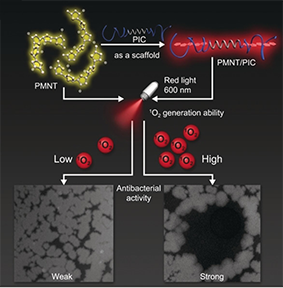 PIC
as a scaffold
PMNT
PMNT/PIC
Red light
600 nm
¹O₂ generation ability
Low
High
Antibacterial
activity
Weak
Strong